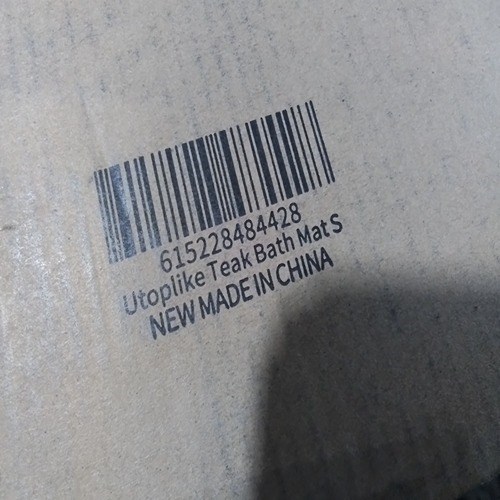 615228484428
Utoplike Teak Bath Mat S
NEW MADE IN CHINA